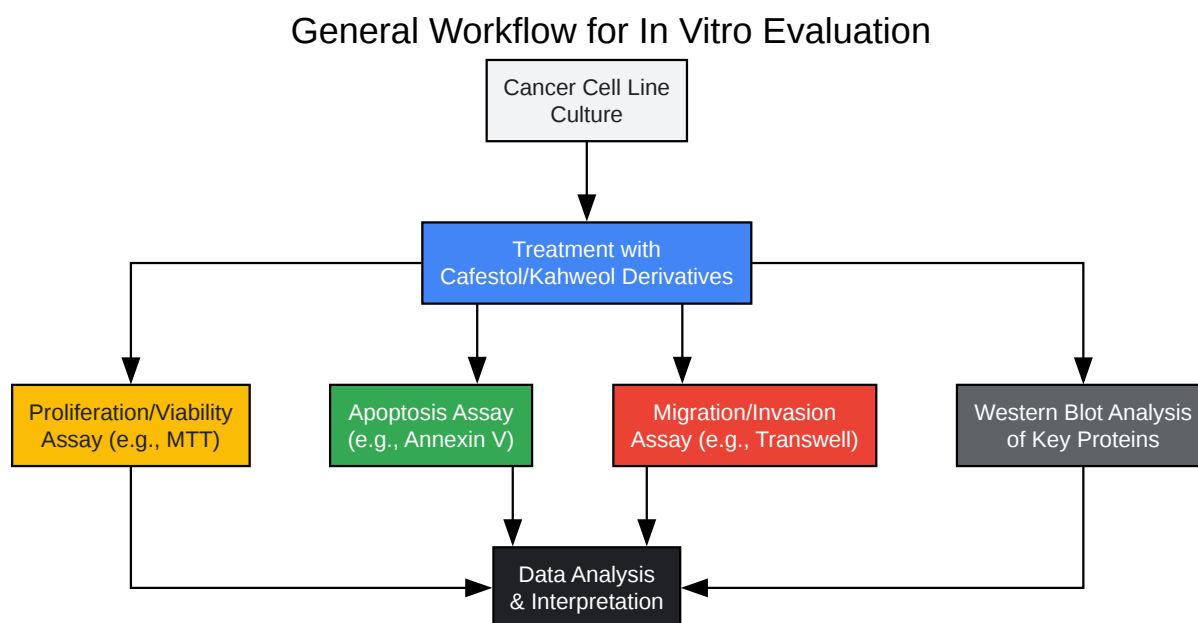 General Workflow for In Vitro Evaluation
Cancer Cell Line
Culture
Treatment with
Cafestol/Kahweol Derivatives
Proliferation/Viability
Assay (e.g., MTT)
Apoptosis Assay
(e.g., Annexin V)
Migration/Invasion
Assay (e.g., Transwell)
Western Blot Analysis
of Key Proteins
Data Analysis
& Interpretation